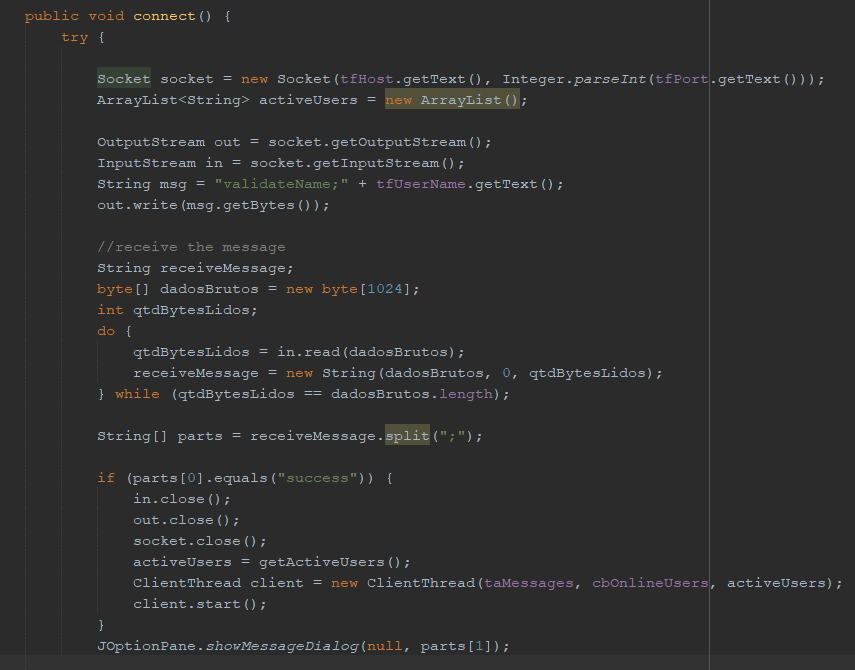 public void connect() {
try {
Socket socket = new Socket(tfHost.getText(), Integer.parseInt(tfPort.getText()));
ArrayList<String> activeUsers = new ArrayList();
OutputStream out = socket.getOutputStream();
InputStream in = socket.getInputStream();
String msg = "validateName;" + tfUserName.getText();
out.write(msg.getBytes());
//receive the message
String receiveMessage;
byte[] dadosBrutos = new byte[1024];
int qtdBytesLidos;
do {
qtdBytesLidos = in.read(dadosBrutos);
receiveMessage = new String(dadosBrutos, 0, qtdBytesLidos);
} while (qtdBytesLidos == dadosBrutos.length);
String[] parts = receiveMessage.split(";");
if (parts[0].equals("success")) {
in.close();
out.close();
socket.close();
activeUsers = getActiveUsers();
ClientThread client = new ClientThread(taMessages, cbOnlineUsers, activeUsers);
client.start();
}
JOptionPane.showMessageDialog(null, parts[1]);